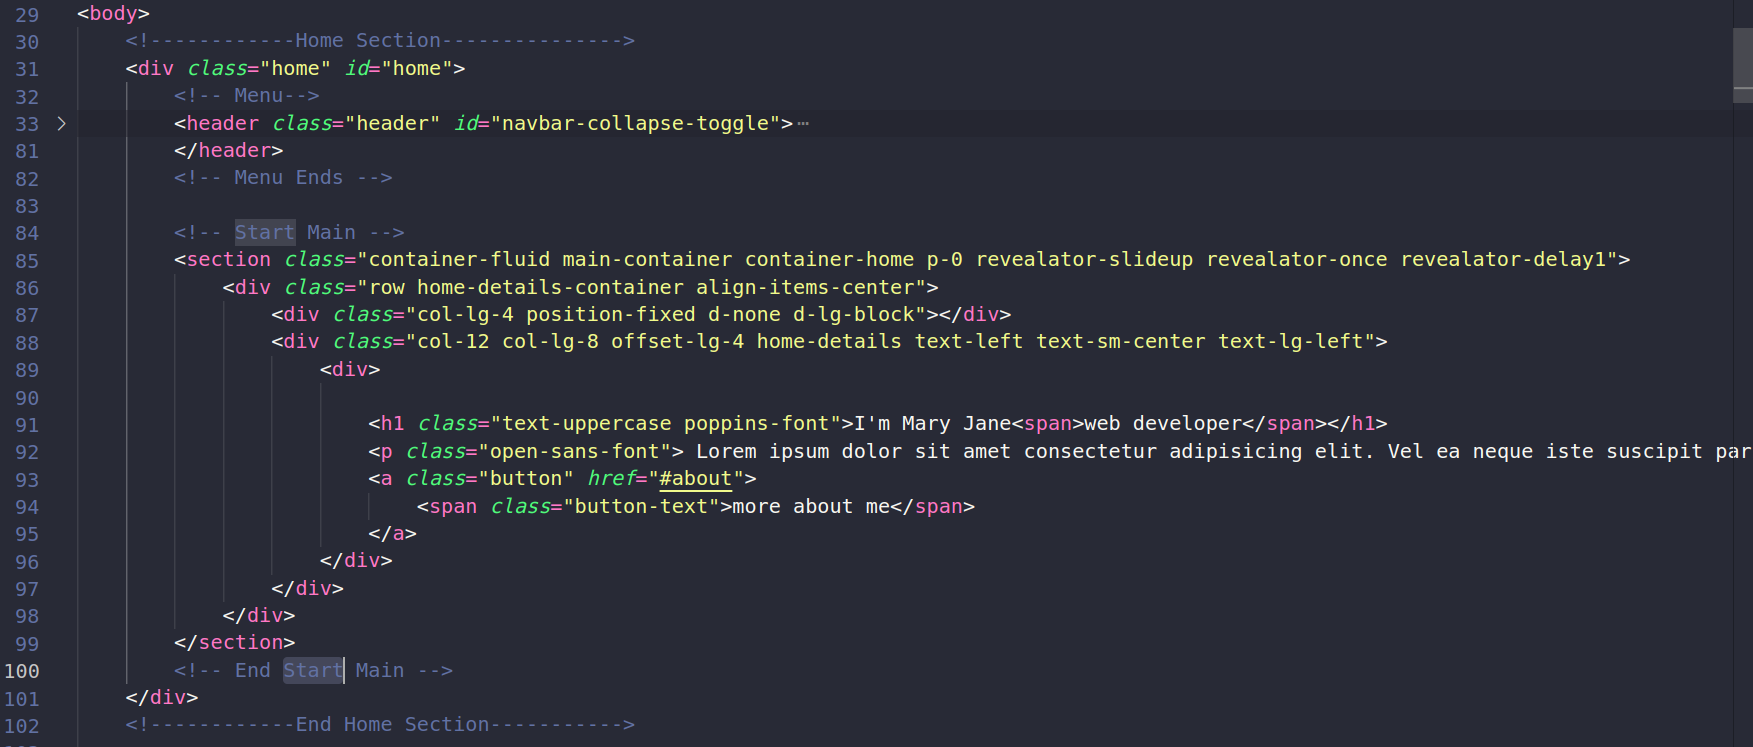 29 <body>
30 <!------------Home Section--------------->
31 <div class="home" id="home">
32 <!-- Menu-->
33 <header class="header" id="navbar-collapse-toggle">⋯
81 </header>
82 <!-- Menu Ends -->
83
84 <!-- Start Main -->
85 <section class="container-fluid main-container container-home p-0 revealator-slideup revealator-once revealator-delay1">
86 <div class="row home-details-container align-items-center">
87 <div class="col-lg-4 position-fixed d-none d-lg-block"></div>
88 <div class="col-12 col-lg-8 offset-lg-4 home-details text-left text-sm-center text-lg-left">
89 <div>
90
91 <h1 class="text-uppercase poppins-font">I'm Mary Jane<span>web developer</span></h1>
92 <p class="open-sans-font"> Lorem ipsum dolor sit amet consectetur adipisicing elit. Vel ea neque iste suscipit par
93 <a class="button" href="#about">
94 <span class="button-text">more about me</span>
95 </a>
96 </div>
97 </div>
98 </div>
99 </section>
100 <!-- End Start Main -->
101 </div>
102 <!------------End Home Section----------->